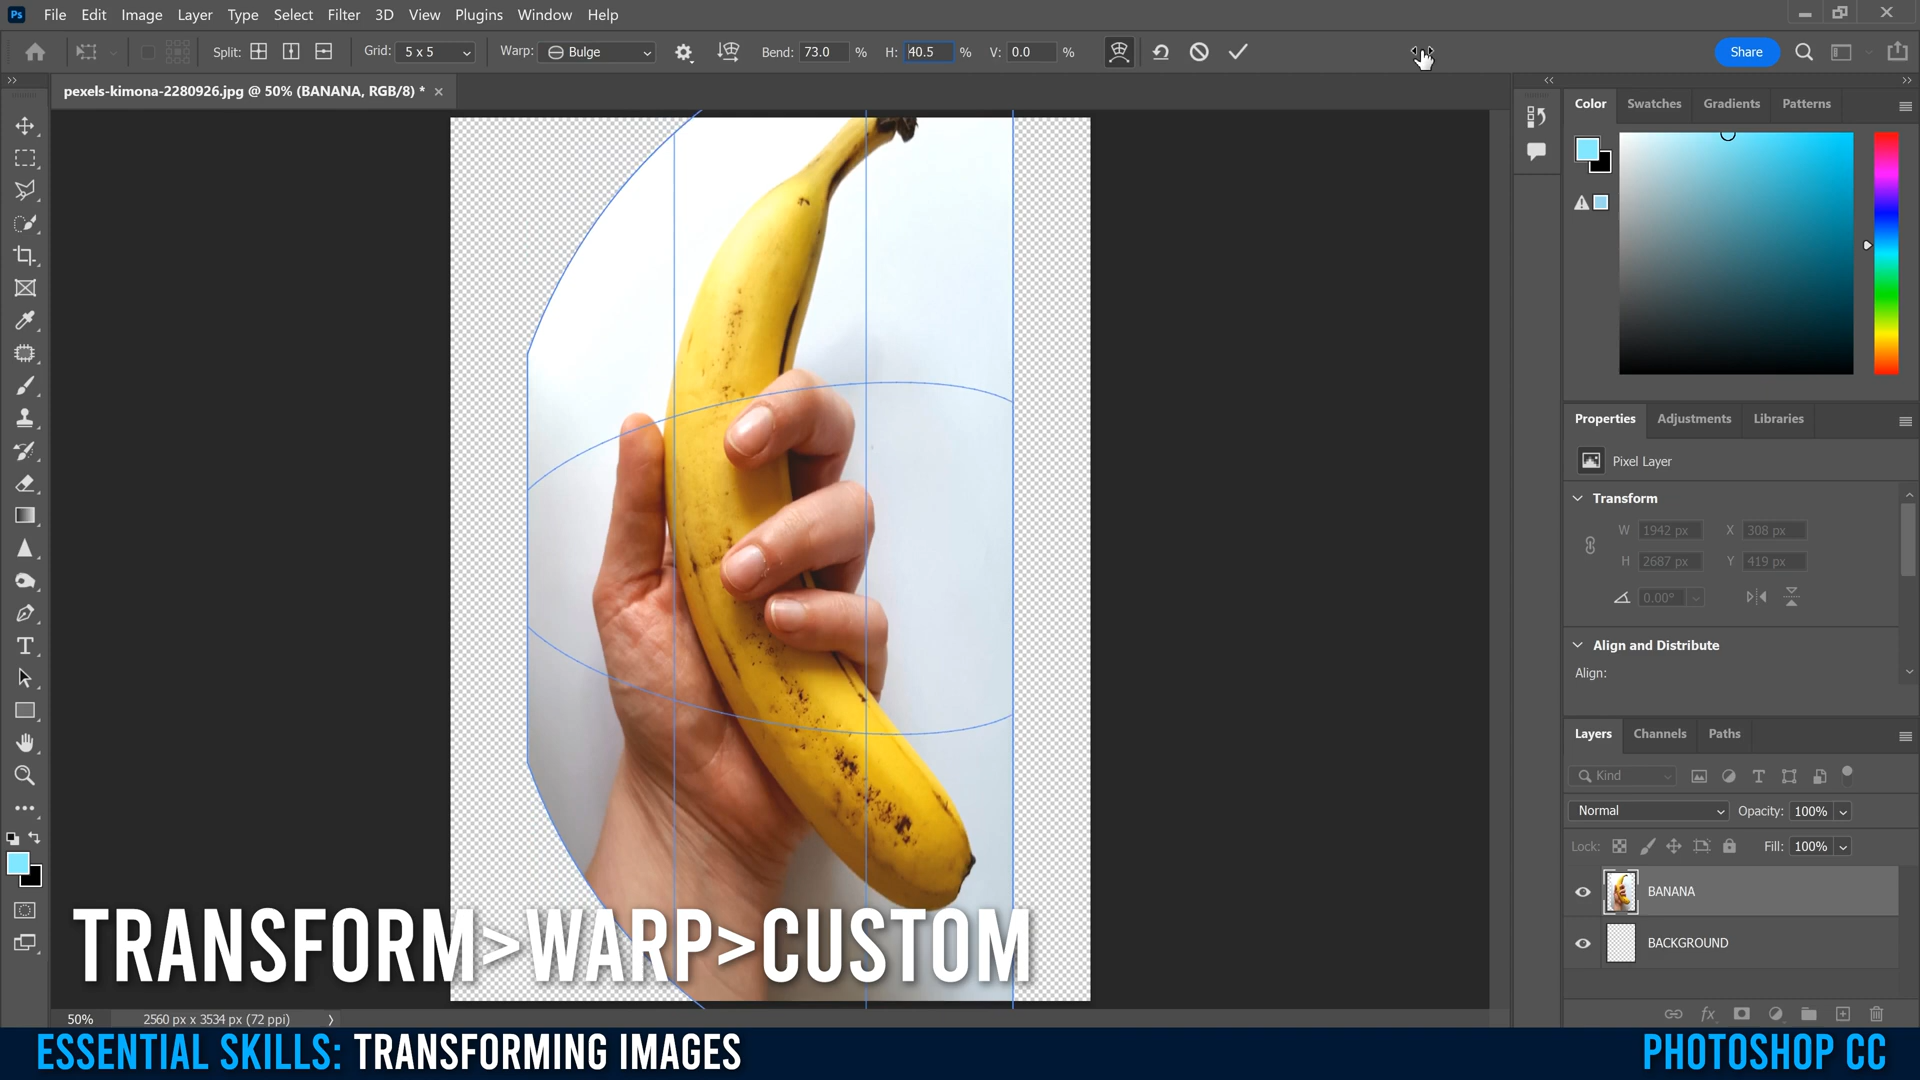 Ps File Edit Image Layer Type Select Filter 3D View Plugins Window Help
Split: Grid: 5 x 5 Warp: Bulge Bend: 73.0 % H: 40.5 % V: 0.0 % Share
pexels-kimona-2280926.jpg @ 50% (BANANA, RGB/8) * ×
Color Swatches Gradients Patterns
Properties Adjustments Libraries
Pixel Layer
Transform
W 1942 px X 308 px
H 2687 px Y 419 px
0.00°
Align and Distribute
Align:
Layers Channels Paths
Kind
Normal Opacity: 100%
Lock: Fill: 100%
BANANA
BACKGROUND
fx
TRANSFORM>WARP>CUSTOM
50% 2560 px x 3534 px (72 ppi)
ESSENTIAL SKILLS: TRANSFORMING IMAGES
PHOTOSHOP CC